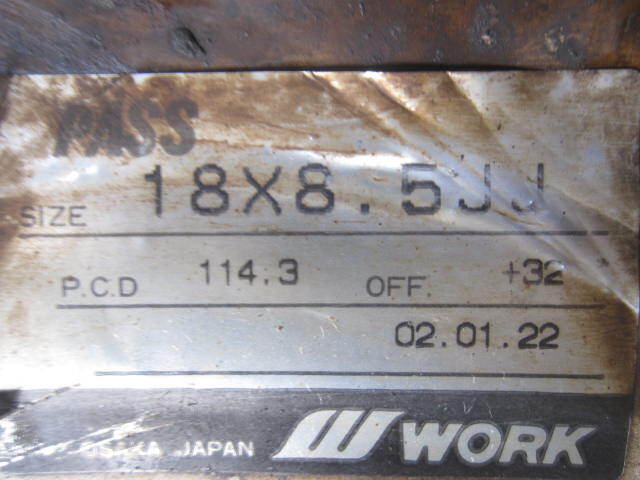 PASS
SIZE 18X8.5JJ
P.C.D 114.3 OFF. +32
02.01.22
OSAKA JAPAN W WORK